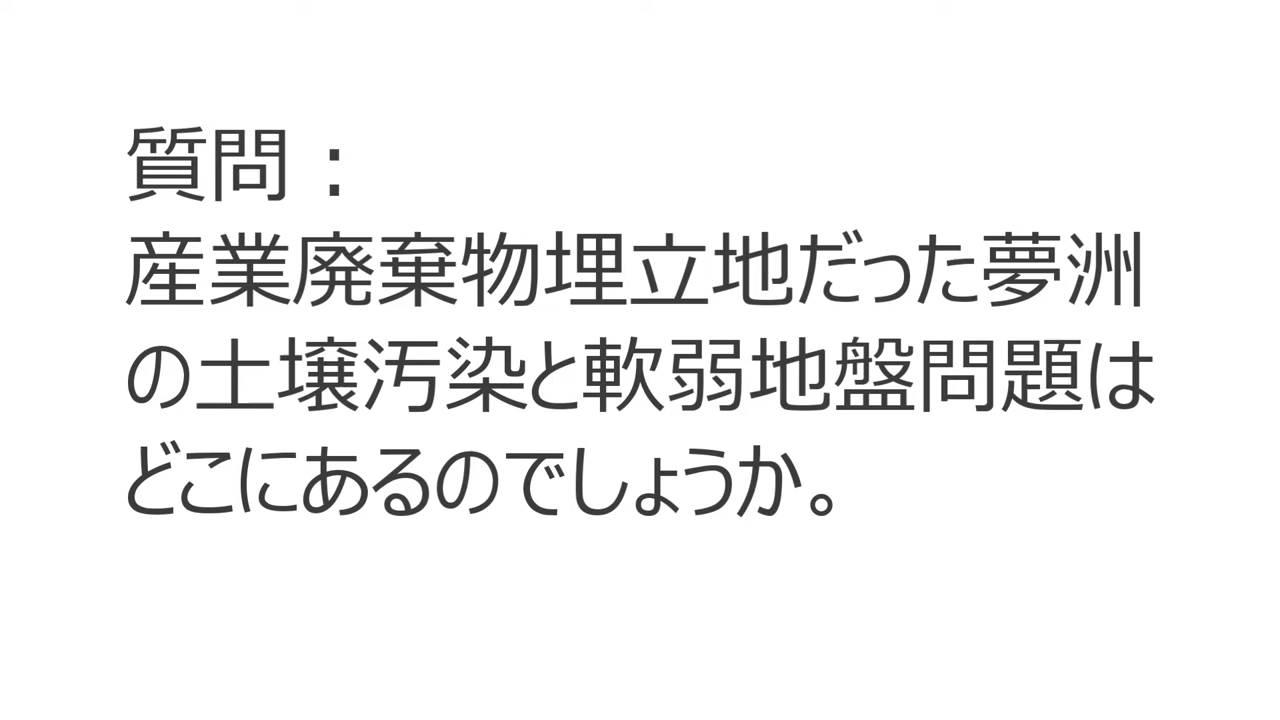 質問：
産業廃棄物埋立地だった夢洲
の土壌汚染と軟弱地盤問題は
どこにあるのでしょうか。